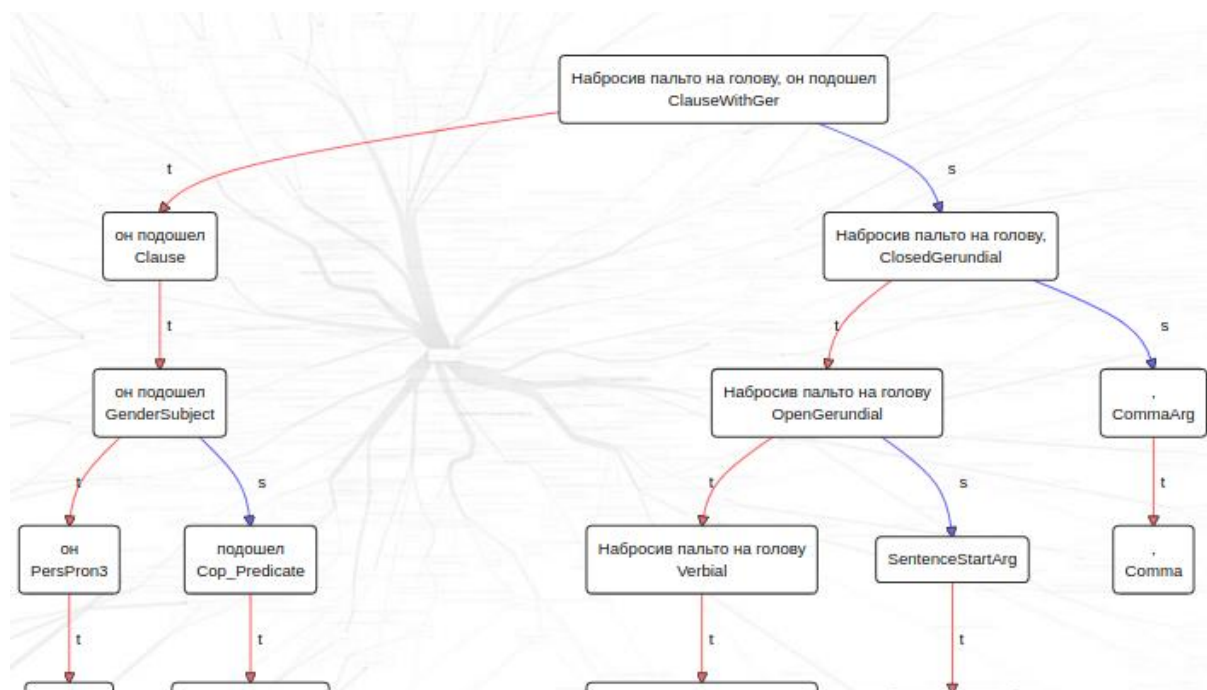 Набросив пальто на голову, он подошел
ClauseWithGer
t
s
он подошел
Clause
Набросив пальто на голову,
ClosedGerundial
t
t
s
он подошел
GenderSubject
Набросив пальто на голову
OpenGerundial
,
CommaArg
t
s
t
s
t
он
PersPron3
подошел
Cop_Predicate
Набросив пальто на голову
Verbial
SentenceStartArg
,
Comma
t
t
t
t